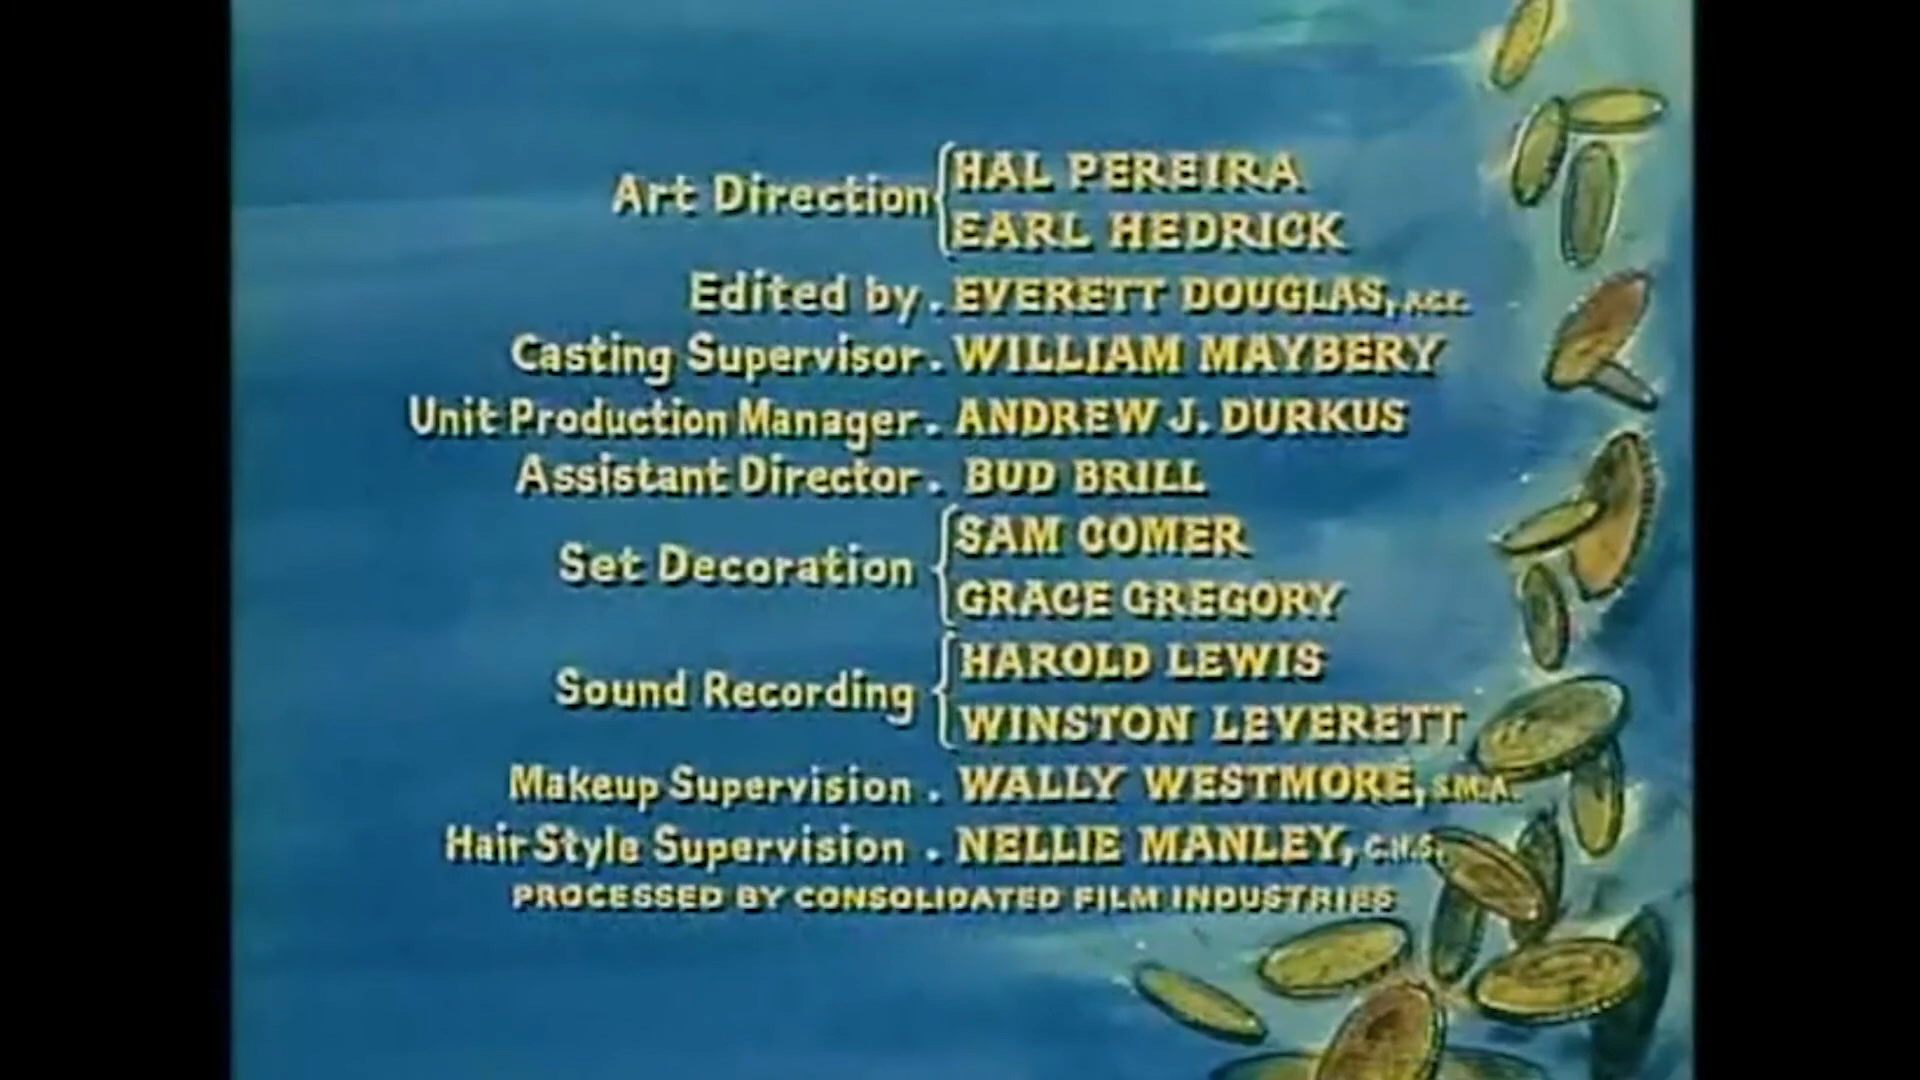 Art Direction { HAL PEREIRA
EARL HEDRICK
Edited by . EVERETT DOUGLAS, A.C.E.
Casting Supervisor . WILLIAM MAYBERY
Unit Production Manager . ANDREW J. DURKUS
Assistant Director . BUD BRILL
Set Decoration { SAM COMER
GRACE GREGORY
Sound Recording { HAROLD LEWIS
WINSTON LEVERETT
Makeup Supervision . WALLY WESTMORE, S.M.A.
Hair Style Supervision . NELLIE MANLEY, C.H.S.
PROCESSED BY CONSOLIDATED FILM INDUSTRIES